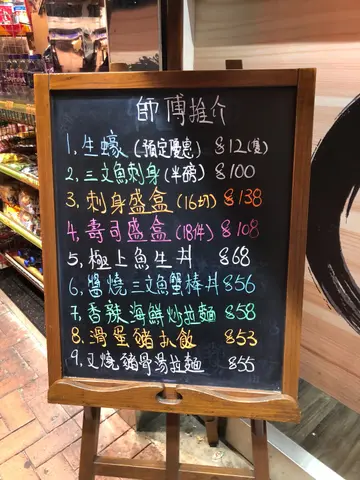 師傅推介
1. 生蠔 (預定優惠) $12(隻)
2. 三文魚刺身 (半磅) $100
3. 刺身盛盒 (16切) $138
4. 壽司盛盒 (18件) $108
5. 極上魚生丼 $68
6. 醬燒三文魚蟹棒丼 $56
7. 香辣海鮮炒拉麵 $58
8. 滑蛋豬扒飯 $53
9. 叉燒豬骨湯拉麵 $55